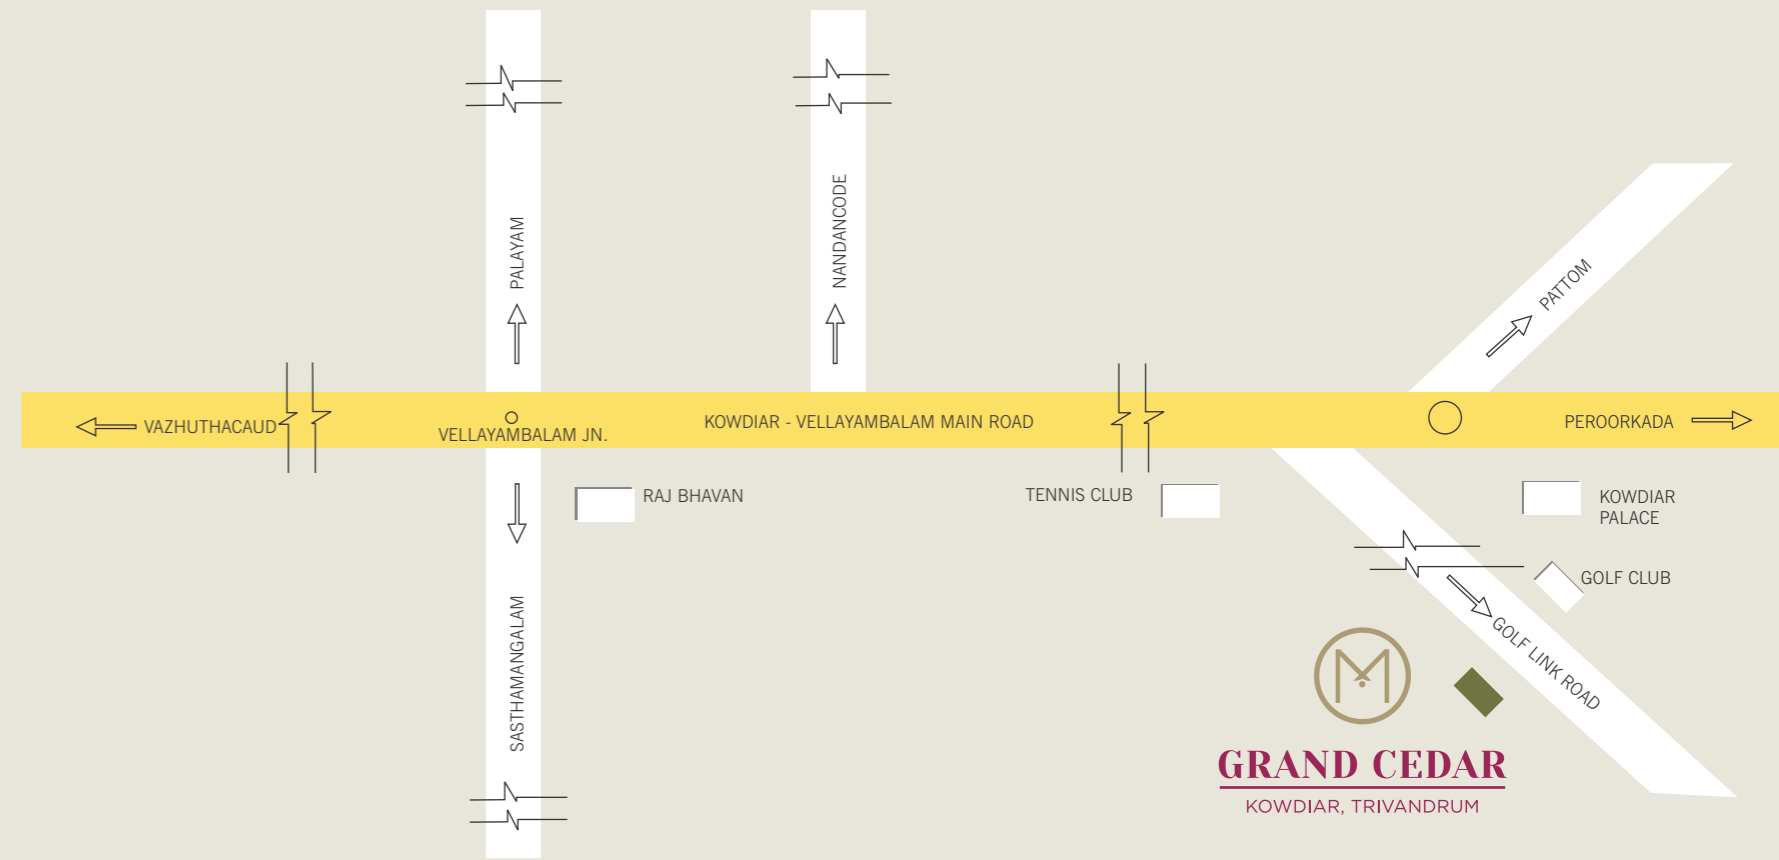 PALAYAM
NANDANCODE
PATTOM
VAZHUTHACAUD
VELLAYAMBALAM JN.
KOWDIAR - VELLAYAMBALAM MAIN ROAD
PEROORKADA
RAJ BHAVAN
TENNIS CLUB
KOWDIAR
PALACE
GOLF CLUB
SASTHAMANGALAM
GOLF LINK ROAD
M
GRAND CEDAR
KOWDIAR, TRIVANDRUM